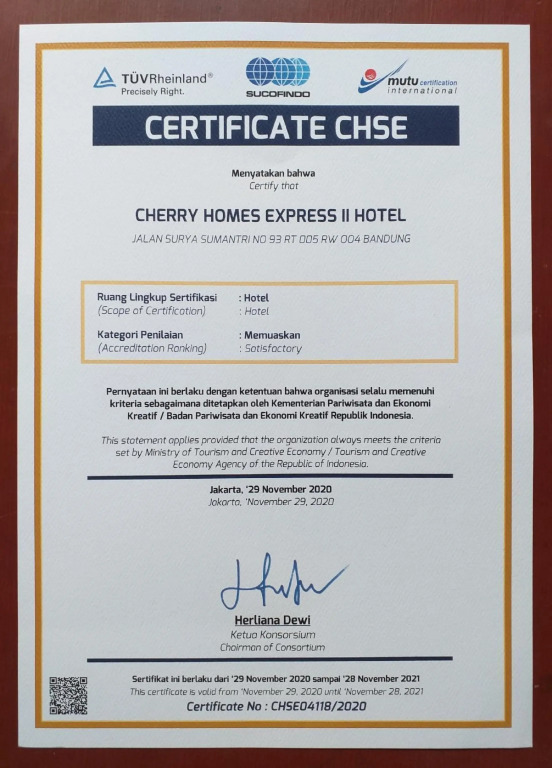 TÜVRheinland®
Precisely Right.
SUCOFINDO
mutu certification
international
CERTIFICATE CHSE
Menyatakan bahwa
Certify that
CHERRY HOMES EXPRESS II HOTEL
JALAN SURYA SUMANTRI NO 93 RT 005 RW 004 BANDUNG
Ruang Lingkup Sertifikasi : Hotel
(Scope of Certification) : Hotel
Kategori Penilaian : Memuaskan
(Accreditation Ranking) : Satisfactory
Pernyataan ini berlaku dengan ketentuan bahwa organisasi selalu memenuhi
kriteria sebagaimana ditetapkan oleh Kementerian Pariwisata dan Ekonomi
Kreatif / Badan Pariwisata dan Ekonomi Kreatif Republik Indonesia.
This statement applies provided that the organization always meets the criteria
set by Ministry of Tourism and Creative Economy / Tourism and Creative
Economy Agency of the Republic of Indonesia.
Jakarta, '29 November 2020
Jakarta, 'November 29, 2020
Herliana Dewi
Ketua Konsorsium
Chairman of Consortium
Sertifikat ini berlaku dari '29 November 2020 sampai '28 November 2021
This certificate is valid from 'November 29, 2020 until 'November 28, 2021
Certificate No : CHSE04118/2020